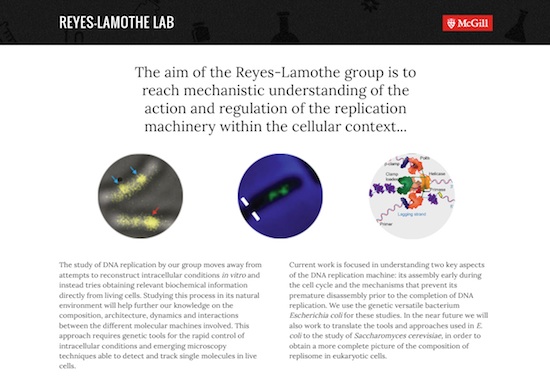 REYES-LAMOTHE LAB
McGill
The aim of the Reyes-Lamothe group is to
reach mechanistic understanding of the
action and regulation of the replication
machinery within the cellular context...
Clamp
loader
Helicase
Primase
Lagging strand
Primer
The study of DNA replication by our group moves away from
attempts to reconstruct intracellular conditions in vitro and
instead tries obtaining relevant biochemical information
directly from living cells. Studying this process in its natural
environment will help further our knowledge on the
composition, architecture, dynamics and interactions
between the different molecular machines involved. This
approach requires genetic tools for the rapid control of
intracellular conditions and emerging microscopy
techniques able to detect and track single molecules in live
cells.
Current work is focused in understanding two key aspects
of the DNA replication machine: its assembly early during
the cell cycle and the mechanisms that prevent its
premature disassembly prior to the completion of DNA
replication. We use the genetic versatile bacterium
Escherichia coli for these studies. In the near future we will
also work to translate the tools and approaches used in E.
coli to the study of Saccharomyces cerevisiae, in order to
obtain a more complete picture of the composition of
replisome in eukaryotic cells.